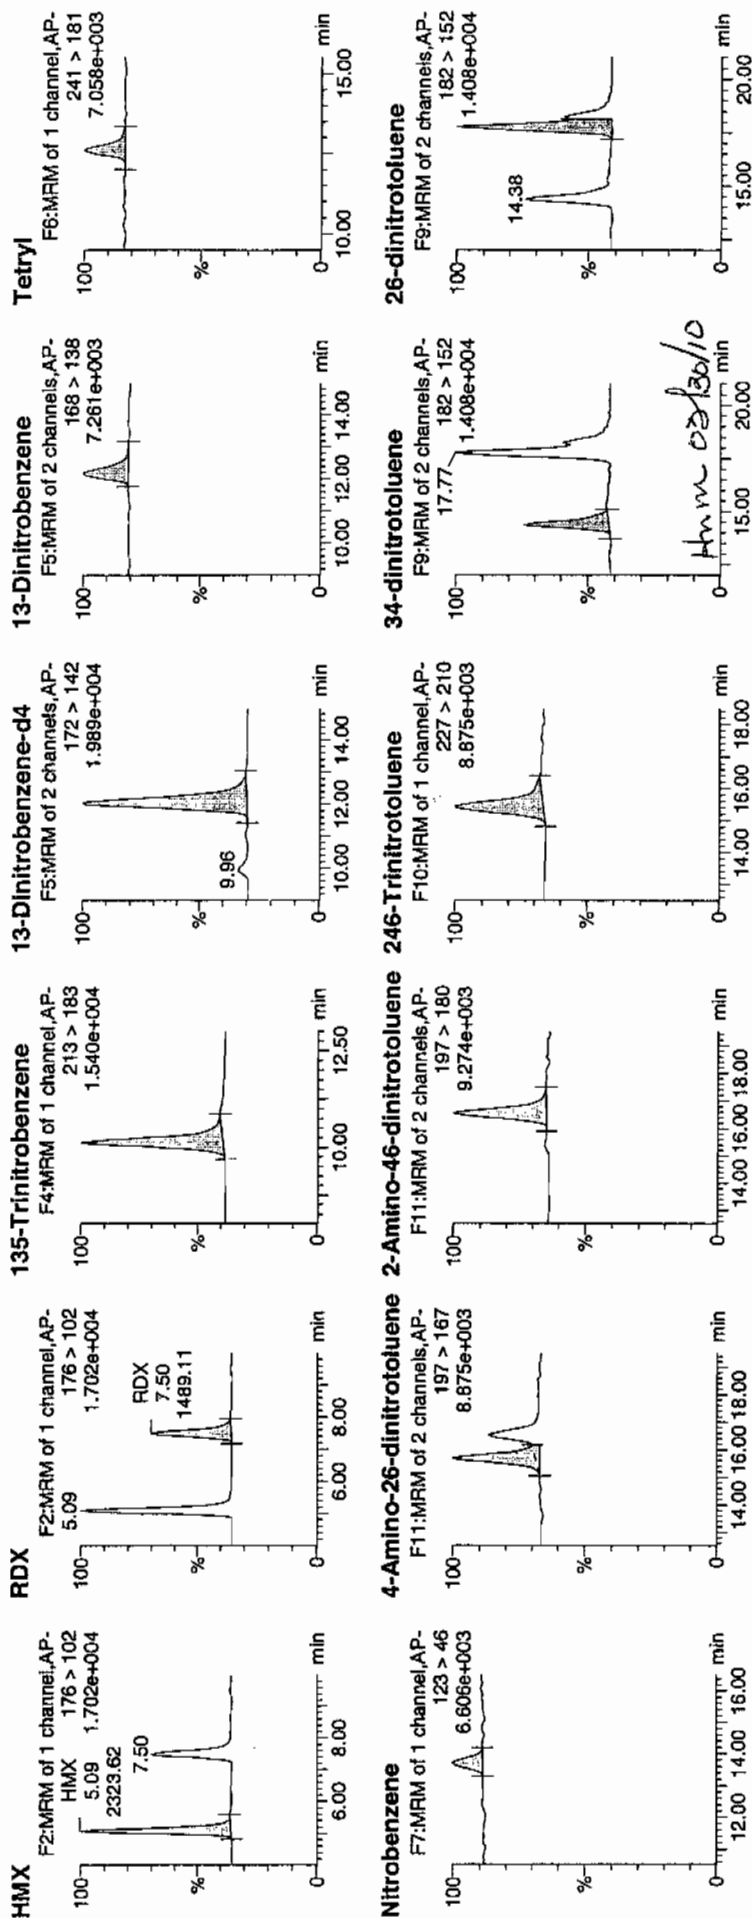 HMX
F2:MRM of 1 channel,AP-
176 > 102
1.702e+004
HMX
5.09
2323.62
7.50
100
%
0
6.00 8.00 min
RDX
F2:MRM of 1 channel,AP-
176 > 102
1.702e+004
5.09
RDX
7.50
1489.11
100
%
0
6.00 8.00 min
135-Trinitrobenzene
F4:MRM of 1 channel,AP-
213 > 183
1.540e+004
100
%
0
10.00 12.50 min
13-Dinitrobenzene-d4
F5:MRM of 2 channels,AP-
172 > 142
1.989e+004
9.96
100
%
0
10.00 12.00 14.00 min
13-Dinitrobenzene
F5:MRM of 2 channels,AP-
168 > 138
7.261e+003
100
%
0
10.00 12.00 14.00 min
Tetryl
F6:MRM of 1 channel,AP-
241 > 181
7.058e+003
100
%
0
10.00 15.00 min
Nitrobenzene
F7:MRM of 1 channel,AP-
123 > 46
6.606e+003
100
%
0
12.00 14.00 16.00 min
4-Amino-26-dinitrotoluene
F11:MRM of 2 channels,AP-
197 > 167
8.875e+003
100
%
0
14.00 16.00 18.00 min
2-Amino-46-dinitrotoluene
F11:MRM of 2 channels,AP-
197 > 180
9.274e+003
100
%
0
14.00 16.00 18.00 min
246-Trinitrotoluene
F10:MRM of 1 channel,AP-
227 > 210
8.875e+003
100
%
0
14.00 16.00 18.00 min
34-dinitrotoluene
F9:MRM of 2 channels,AP-
182 > 152
1.408e+004
17.77
100
%
0
15.00 20.00 min
26-dinitrotoluene
F9:MRM of 2 channels,AP-
182 > 152
1.408e+004
14.38
100
%
0
15.00 20.00 min